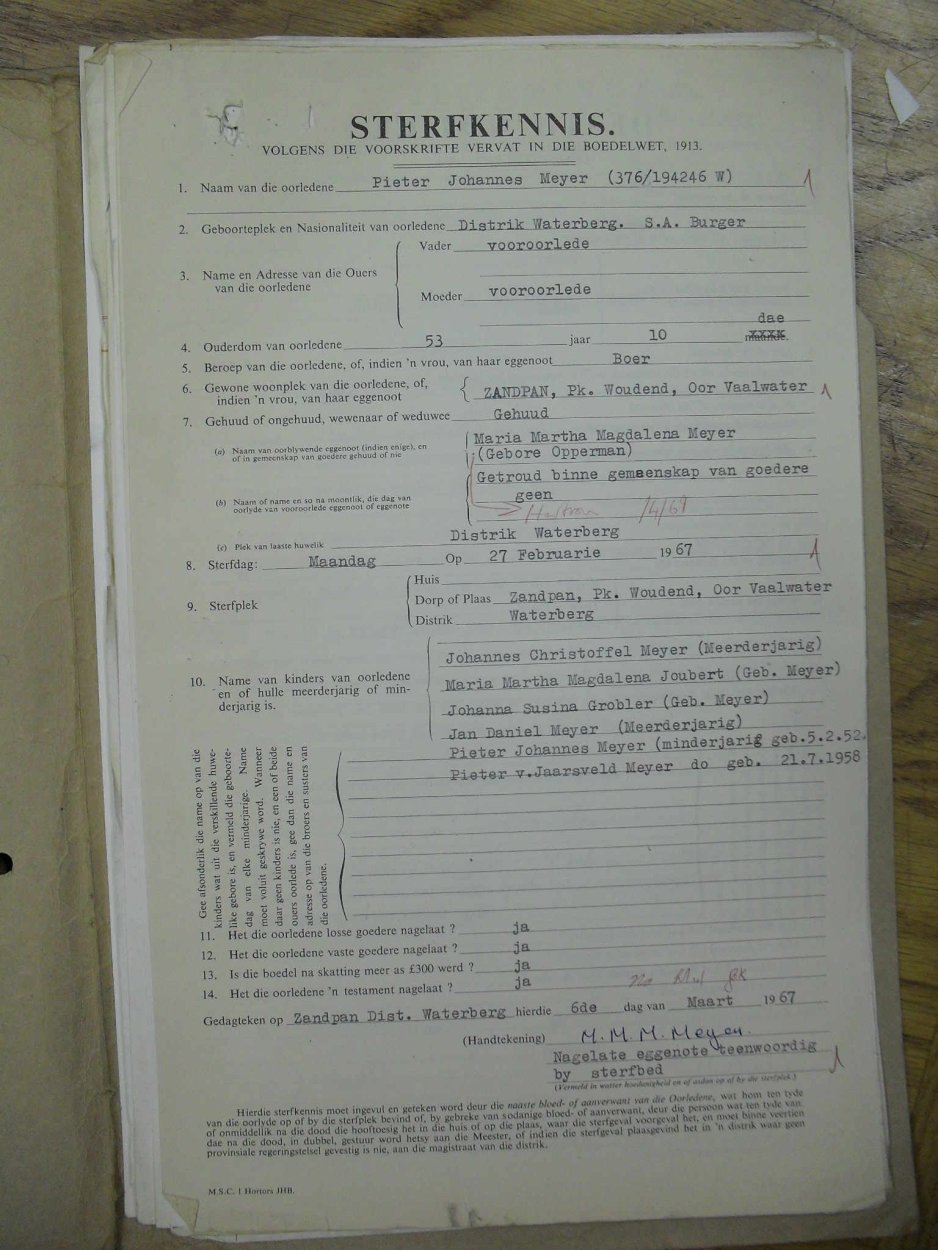 STERFKENNIS.
VOLGENS DIE VOORSKRIFTE VERVAT IN DIE BOEDELWET, 1913.
1. Naam van die oorledene Pieter Johannes Meyer (376/194246 W)
2. Geboorteplek en Nasionaliteit van oorledene Distrik Waterberg. S.A. Burger
3. Name en Adresse van die Ouers van die oorledene
Vader vooroorlede
Moeder vooroorlede
dae
4. Ouderdom van oorledene 53 jaar 10 maande.
5. Beroep van die oorledene, of, indien 'n vrou, van haar eggenoot Boer
6. Gewone woonplek van die oorledene, of, indien 'n vrou, van haar eggenoot
ZANDPAN, Pk. Woudend, Oor Vaalwater
7. Gehuud of ongehuud, wewenaar of weduwee Gehuud
(a) Naam van oorblywende eggenoot (indien enige), en of in gemeenskap van goedere gehuud of nie
Maria Martha Magdalena Meyer
(Gebore Opperman)
Getroud binne gemeenskap van goedere
(b) Naam of name en so na moontlik, die dag van oorlyde van vooroorlede eggenoot of eggenote
geen
/4/67
(c) Plek van laaste huwelik Distrik Waterberg
8. Sterfdag: Maandag Op 27 Februarie 1967
9. Sterfplek
Huis
Dorp of Plaas Zandpan, Pk. Woudend, Oor Vaalwater
Distrik Waterberg
10. Name van kinders van oorledene en of hulle meerderjarig of minderjarig is.
Johannes Christoffel Meyer (Meerderjarig)
Maria Martha Magdalena Joubert (Geb. Meyer)
Johanna Susina Grobler (Geb. Meyer)
Jan Daniel Meyer (Meerderjarig)
Pieter Johannes Meyer (minderjarig geb.5.2.52.
Pieter v.Jaarsveld Meyer do geb. 21.7.1958
Gee afsonderlik die name op van die
kinders wat uit die verskillende huwe-
like gebore is, en vermeld die geboorte-
dag van elke minderjarige. Name
moet voluit geskrywe word. Wanneer
daar geen kinders is nie, en een of beide
ouers oorlede is, gee dan die name en
adresse op van die broers en susters van
die oorledene.
11. Het die oorledene losse goedere nagelaat ? ja
12. Het die oorledene vaste goedere nagelaat ? ja
13. Is die boedel na skatting meer as £300 werd ? ja
14. Het die oorledene 'n testament nagelaat ? ja
Gedagteken op Zandpan Dist. Waterberg hierdie 6de dag van Maart 1967
(Handtekening) M.M.M. Meyer.
Nagelate eggenote teenwoordig
by sterfbed
(Vermeld in watter hoedanigheid en of aldan op of by die sterfplek.)
Hierdie sterfkennis moet ingevul en geteken word deur die naaste bloed- of aanverwant van die Oorledene, wat hom ten tyde
van die oorlyde op of by die sterfplek bevind of, by gebreke van sodanige bloed- of aanverwant, deur die persoon wat ten tyde van,
of onmiddelik na die dood die hooftoesig het in die huis of op die plaas, waar die sterfgeval voorgeval het, en moet binne veertien
dae na die dood, in dubbel, gestuur word hetsy aan die Meester, of indien die sterfgeval plaasgevind het in 'n distrik waar geen
provinsiale regeringstelsel gevestig is nie, aan die magistraat van die distrik.
M.S.C. 1 Hortors JHB.